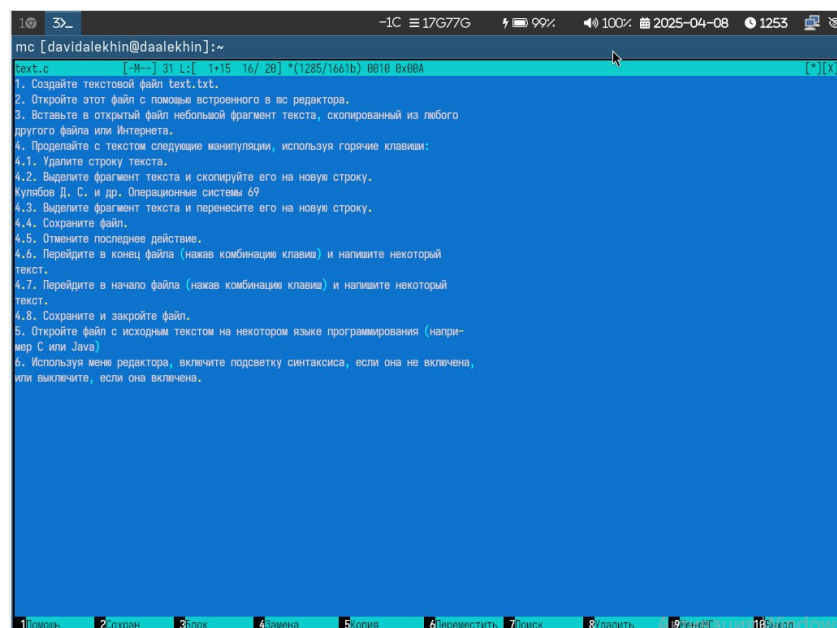 1 3>_ -1C 17G77G 99% 100% 2025-04-08 1253
mc [davidalekhin@daalekhin]:~
text.c [-M--] 31 L:[ 1+15 16/ 20] *(1285/1661b) 0010 0x00A [*][X]
1. Создайте текстовой файл text.txt.
2. Откройте этот файл с помощью встроенного в mc редактора.
3. Вставьте в открытый файл небольшой фрагмент текста, скопированный из любого
другого файла или Интернета.
4. Проделайте с текстом следующие манипуляции, используя горячие клавиши:
4.1. Удалите строку текста.
4.2. Выделите фрагмент текста и скопируйте его на новую строку.
Кулябов Д. С. и др. Операционные системы 69
4.3. Выделите фрагмент текста и перенесите его на новую строку.
4.4. Сохраните файл.
4.5. Отмените последнее действие.
4.6. Перейдите в конец файла (нажав комбинацию клавиш) и напишите некоторый
текст.
4.7. Перейдите в начало файла (нажав комбинацию клавиш) и напишите некоторый
текст.
4.8. Сохраните и закройте файл.
5. Откройте файл с исходным текстом на некотором языке программирования (напри-
мер C или Java)
6. Используя меню редактора, включите подсветку синтаксиса, если она не включена,
или выключите, если она включена.
1Помощь 2Сохран 3Блок 4Замена 5Копия 6Переместить 7Поиск 8Удалить 9МенюМС 10Выход